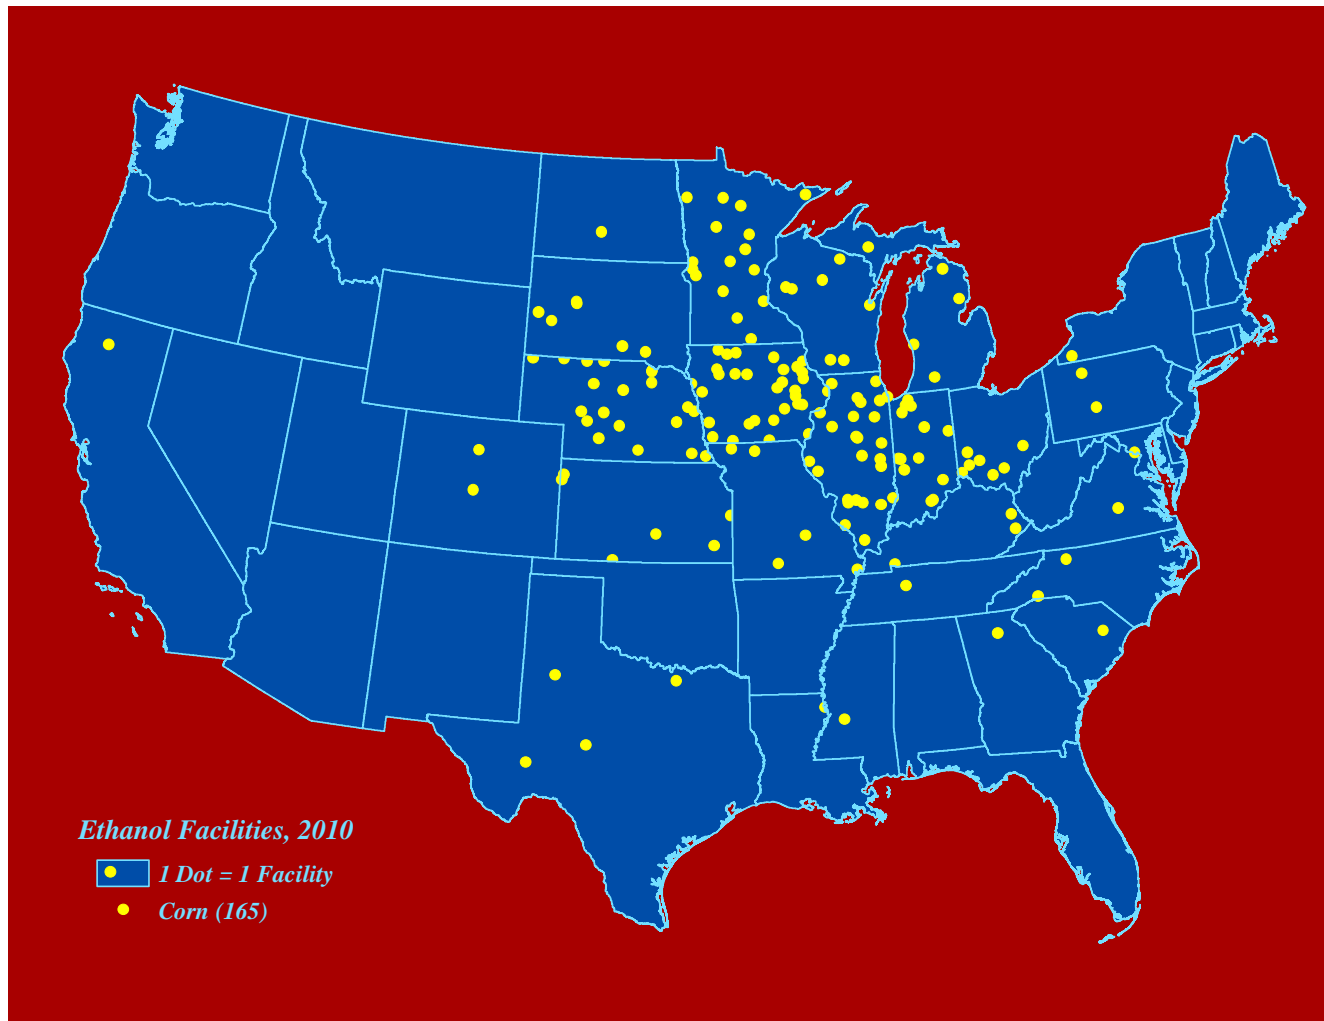 Ethanol Facilities, 2010
1 Dot = 1 Facility
Corn (165)